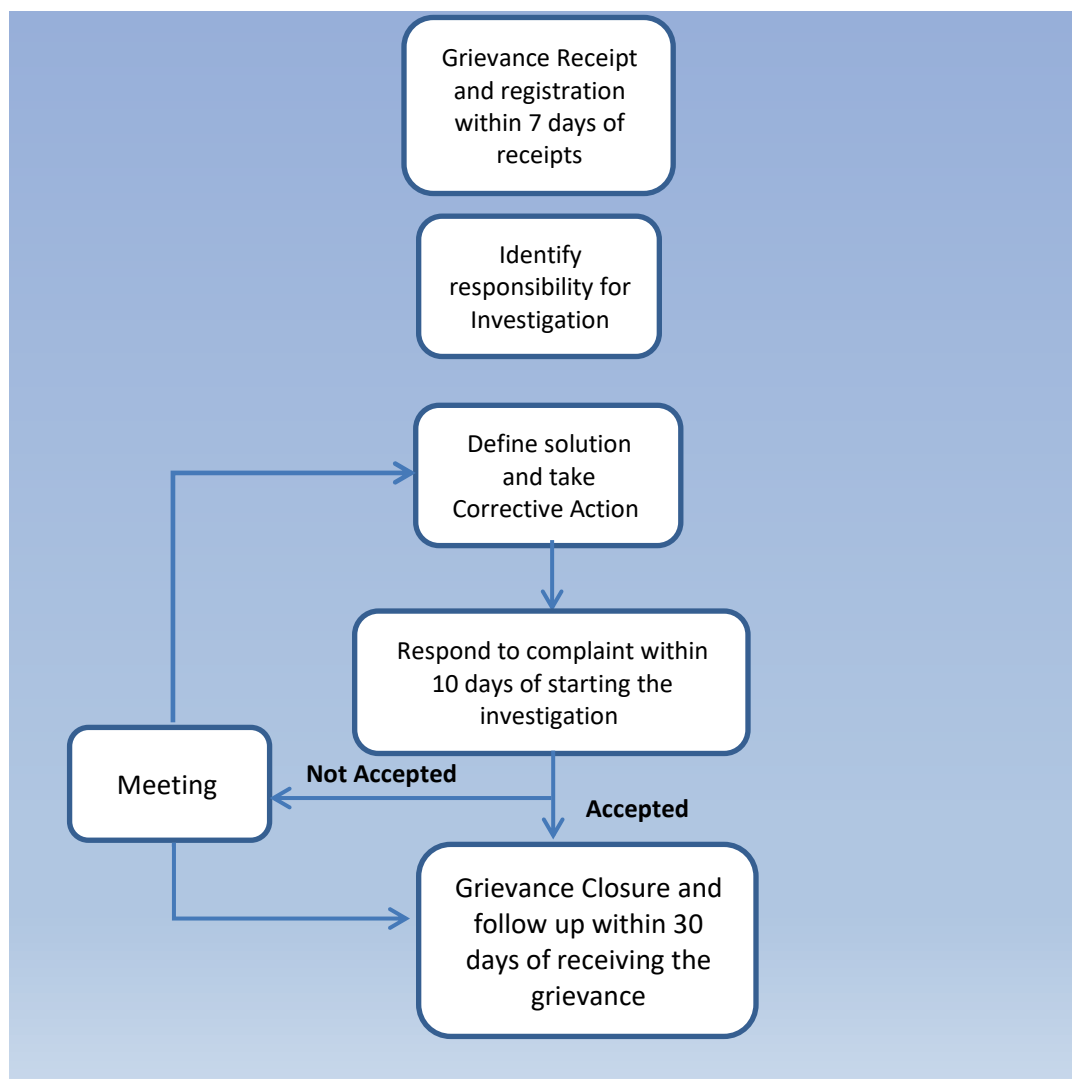 Grievance Receipt
and registration
within 7 days of
receipts
Identify
responsibility for
Investigation
Define solution
and take
Corrective Action
Respond to complaint within
10 days of starting the
investigation
Meeting
Not Accepted
Accepted
Grievance Closure and
follow up within 30
days of receiving the
grievance